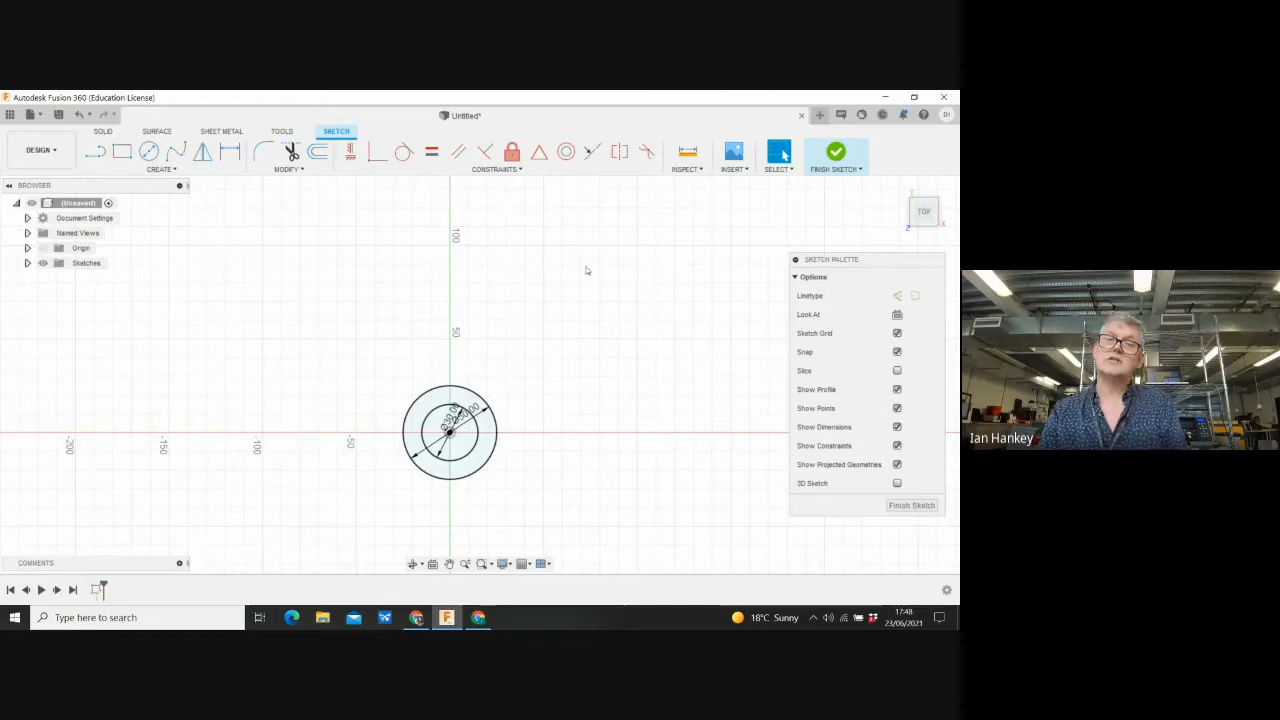 Autodesk Fusion 360 (Education License)
Untitled*
IH
SOLID SURFACE SHEET METAL TOOLS SKETCH
DESIGN
CREATE MODIFY CONSTRAINTS INSPECT INSERT SELECT FINISH SKETCH
BROWSER
(Unsaved)
Document Settings
Named Views
Origin
Sketches
TOP
Y
X
Z
100
50
-200
-150
-100
-50
SKETCH PALETTE
Options
Linetype
Look At
Sketch Grid
Snap
Slice
Show Profile
Show Points
Show Dimensions
Show Constraints
Show Projected Geometries
3D Sketch
Finish Sketch
Ian Hankey
COMMENTS
Type here to search
18°C Sunny
17:48
23/06/2021